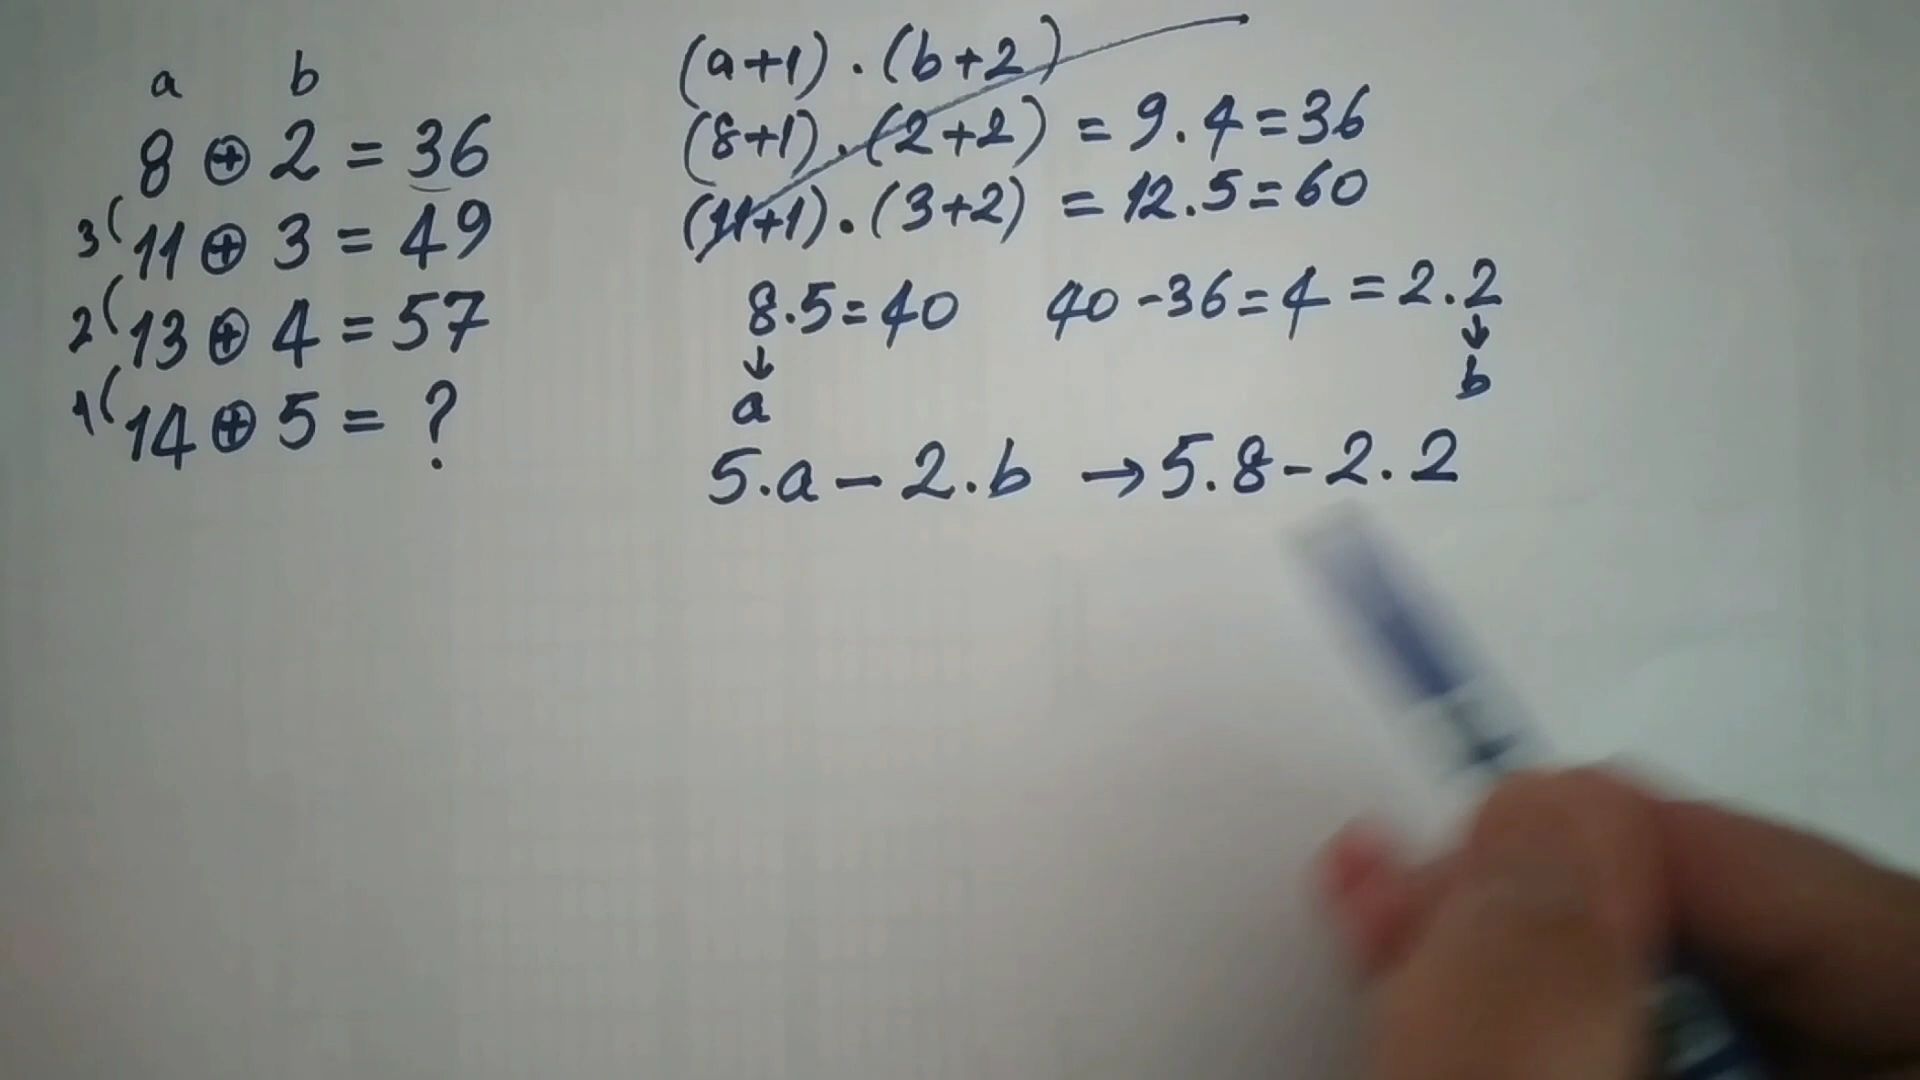 a b
8 ⊕ 2 = 36
3( 11 ⊕ 3 = 49
2( 13 ⊕ 4 = 57
1( 14 ⊕ 5 = ?
(a+1) . (b+2)
(8+1) . (2+2) = 9 . 4 = 36
(11+1) . (3+2) = 12 . 5 = 60
8.5=40 40-36=4 = 2.2
↓ ↓
a b
5.a - 2.b → 5.8 - 2.2